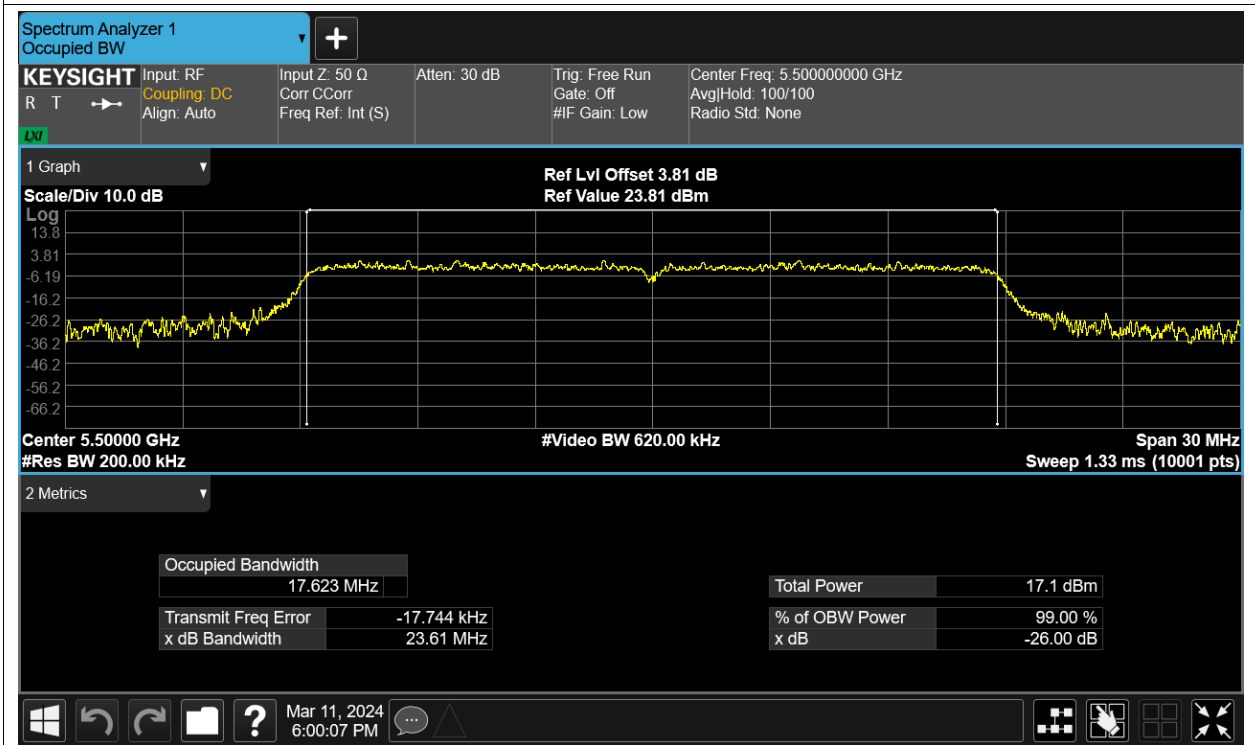 Spectrum Analyzer 1
Occupied BW
KEYSIGHT
R T
LXI
Input: RF
Coupling: DC
Align: Auto
Input Z: 50 Ω
Corr CCorr
Freq Ref: Int (S)
Atten: 30 dB
Trig: Free Run
Gate: Off
#IF Gain: Low
Center Freq: 5.500000000 GHz
Avg|Hold: 100/100
Radio Std: None
1 Graph
Scale/Div 10.0 dB
Ref Lvl Offset 3.81 dB
Ref Value 23.81 dBm
Log
13.8
3.81
-6.19
-16.2
-26.2
-36.2
-46.2
-56.2
-66.2
Center 5.50000 GHz
#Res BW 200.00 kHz
#Video BW 620.00 kHz
Span 30 MHz
Sweep 1.33 ms (10001 pts)
2 Metrics
Occupied Bandwidth
17.623 MHz
Transmit Freq Error -17.744 kHz
x dB Bandwidth 23.61 MHz
Total Power 17.1 dBm
% of OBW Power 99.00 %
x dB -26.00 dB
Mar 11, 2024
6:00:07 PM